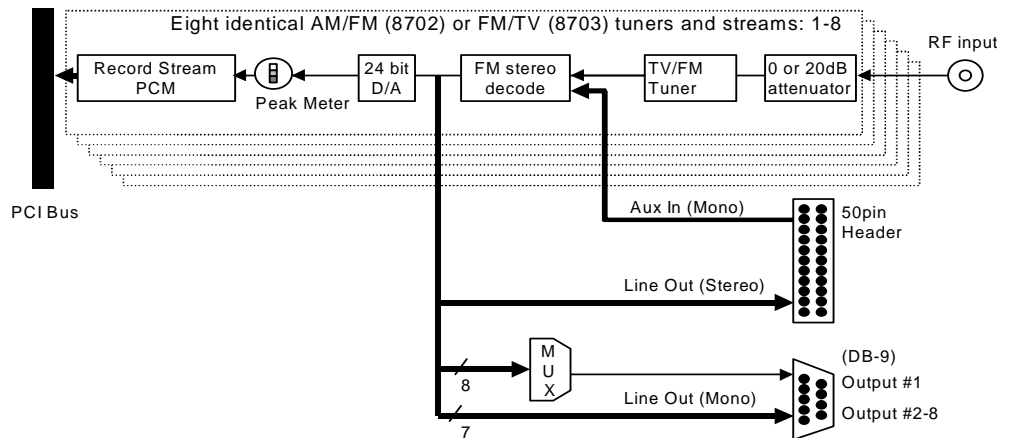 Eight identical AM/FM (8702) or FM/TV (8703) tuners and streams: 1-8
RF input
Record Stream
PCM
Peak Meter
24 bit
D/A
FM stereo
decode
TV/FM
Tuner
0 or 20dB
attenuator
PCI Bus
Aux In (Mono)
50pin
Header
Line Out (Stereo)
M
U
X
8
(DB-9)
Output #1
Line Out (Mono)
Output #2-8
7